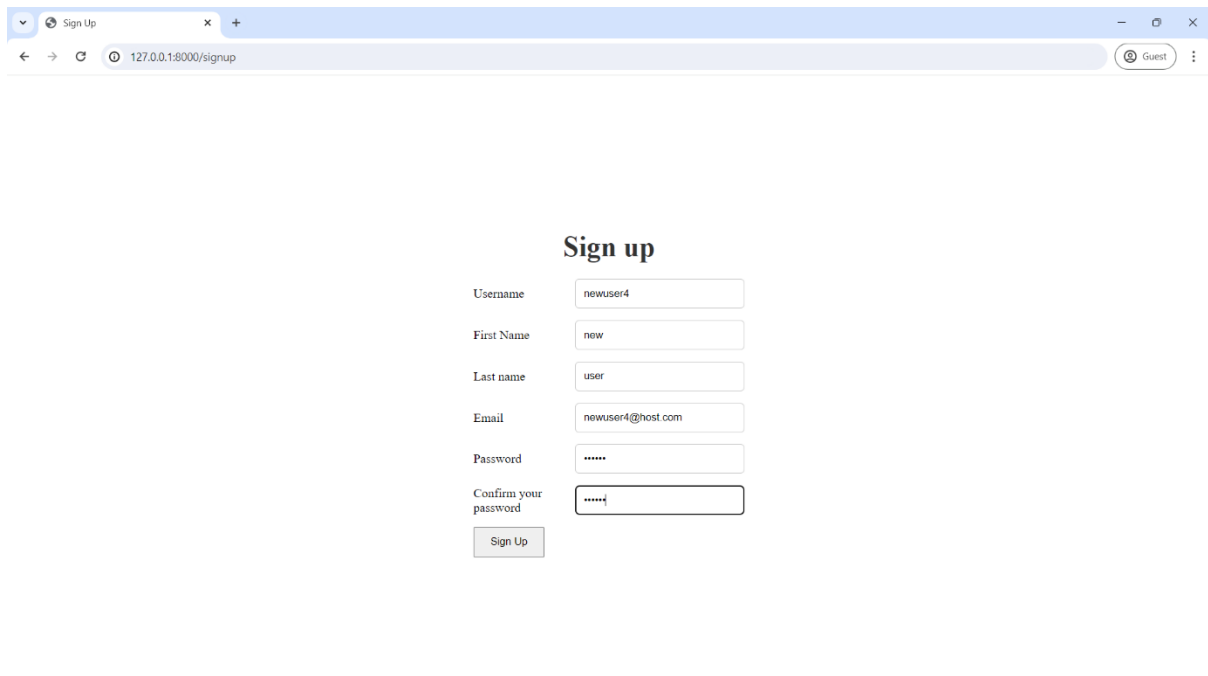 Sign Up
127.0.0.1:8000/signup
Guest
Sign up
Username newuser4
First Name new
Last name user
Email newuser4@host.com
Password ••••••
Confirm your
password ••••••
Sign Up